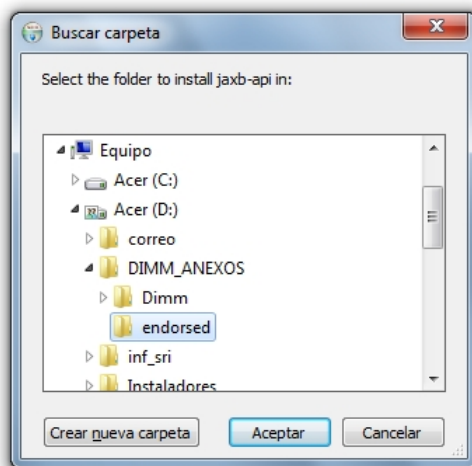 Buscar carpeta
Select the folder to install jaxb-api in:
Equipo
Acer (C:)
Acer (D:)
correo
DIMM_ANEXOS
Dimm
endorsed
inf_sri
Instaladores
Crear nueva carpeta Aceptar Cancelar